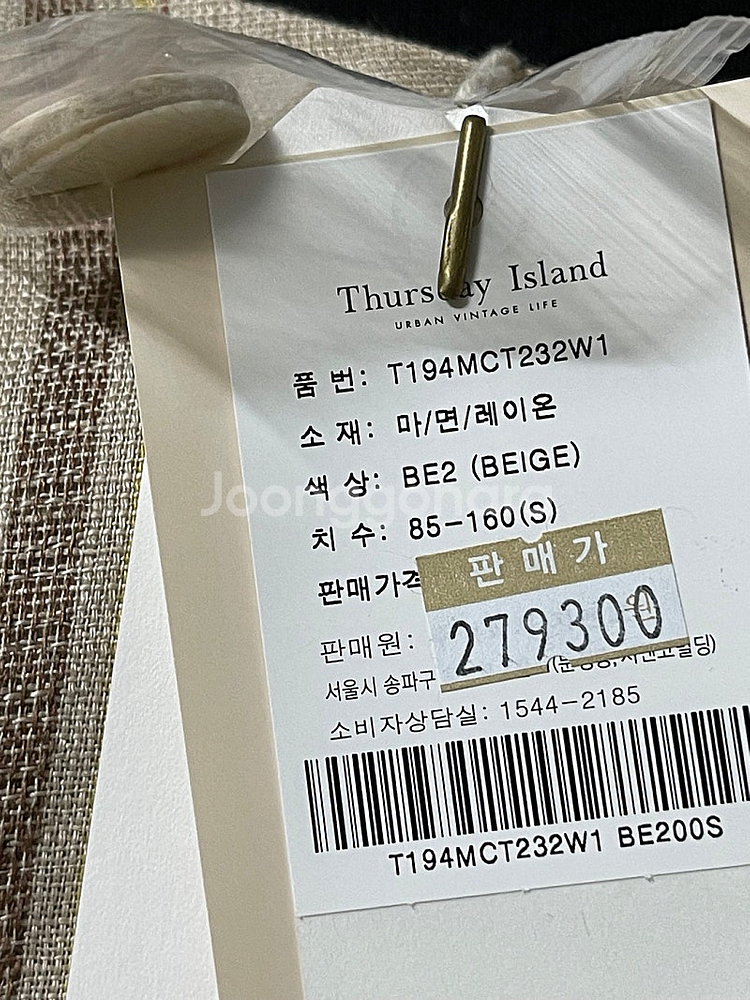 Thursday Island
URBAN VINTAGE LIFE
품 번: T194MCT232W1
소 재: 마/면/레이온
색 상: BE2 (BEIGE)
Joonggonara
치 수: 85-160(S)
판매가격
판 매 가
279300
원
판매원:
서울시 송파구
소비자상담실: 1544-2185
T194MCT232W1 BE200S